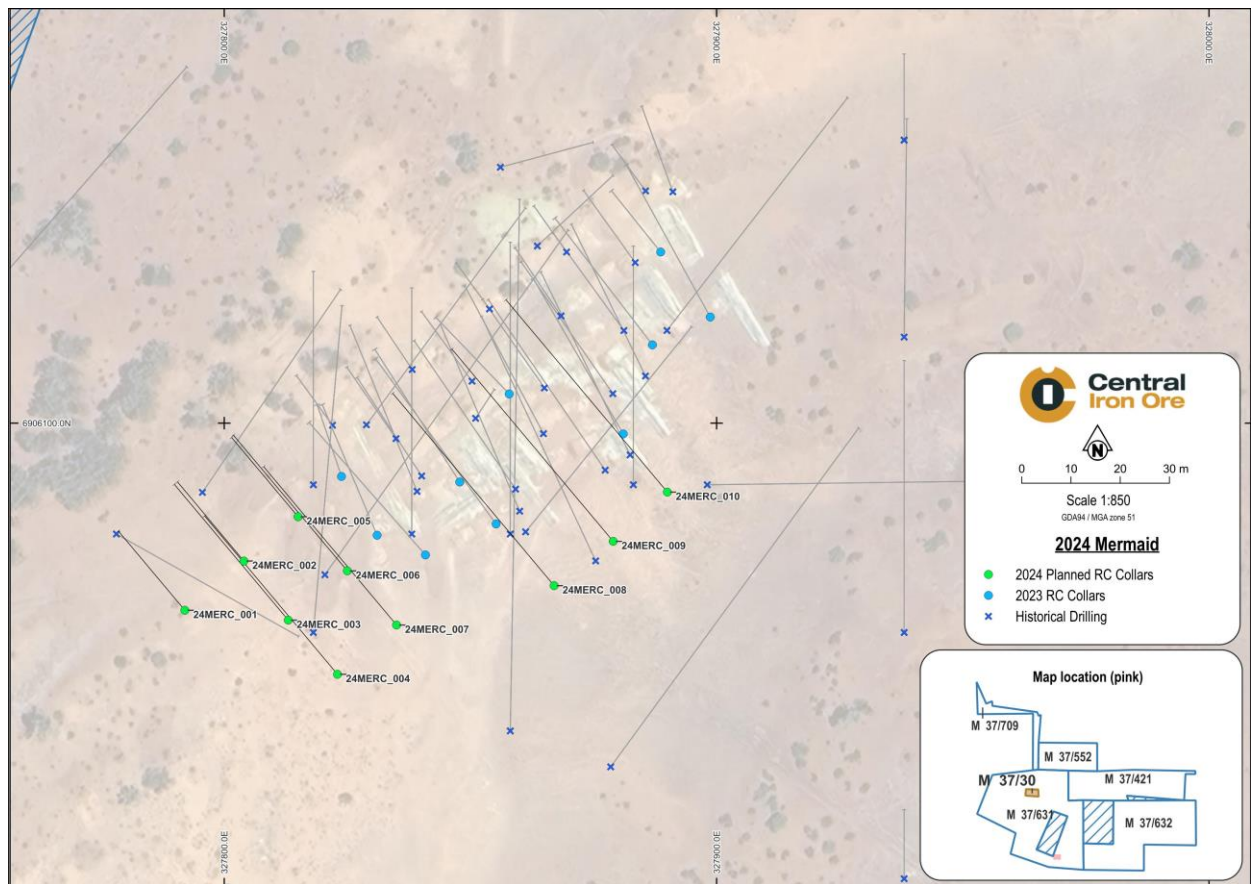 327800.0E
327900.0E
328000.0E
6906100.0N
24MERC_010
24MERC_005
24MERC_009
24MERC_002
24MERC_006
24MERC_008
24MERC_001
24MERC_003
24MERC_007
24MERC_004
Central
Iron Ore
N
0 10 20 30 m
Scale 1:850
GDA94 / MGA zone 51
2024 Mermaid
2024 Planned RC Collars
2023 RC Collars
Historical Drilling
Map location (pink)
M 37/709
M 37/552
M 37/30
M 37/421
M 37/631
M 37/632
327800.0E
327900.0E